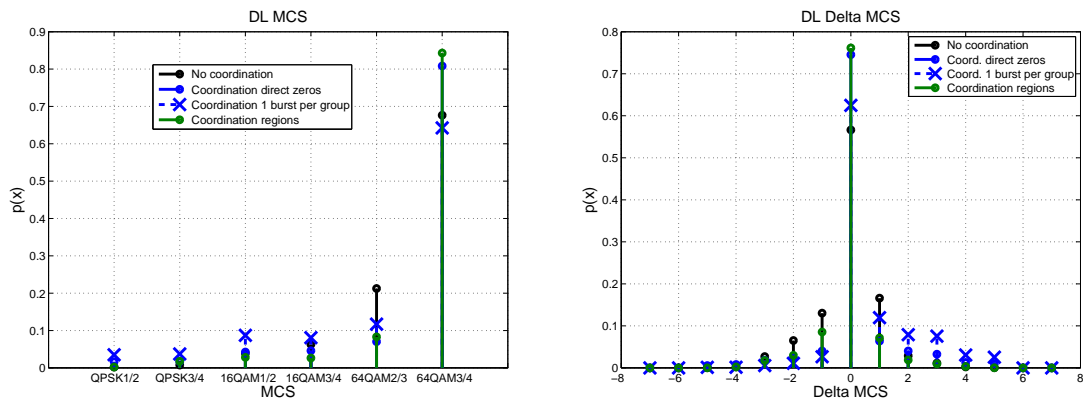 DL MCS
0.9
0.8
0.7
0.6
0.5
0.4
0.3
0.2
0.1
0
p(x)
No coordination
Coordination direct zeros
Coordination 1 burst per group
Coordination regions
QPSK1/2 QPSK3/4 16QAM1/2 16QAM3/4 64QAM2/3 64QAM3/4
MCS
DL Delta MCS
0.8
0.7
0.6
0.5
0.4
0.3
0.2
0.1
0
p(x)
No coordination
Coord. direct zeros
Coord. 1 burst per group
Coordination regions
−8 −6 −4 −2 0 2 4 6 8
Delta MCS